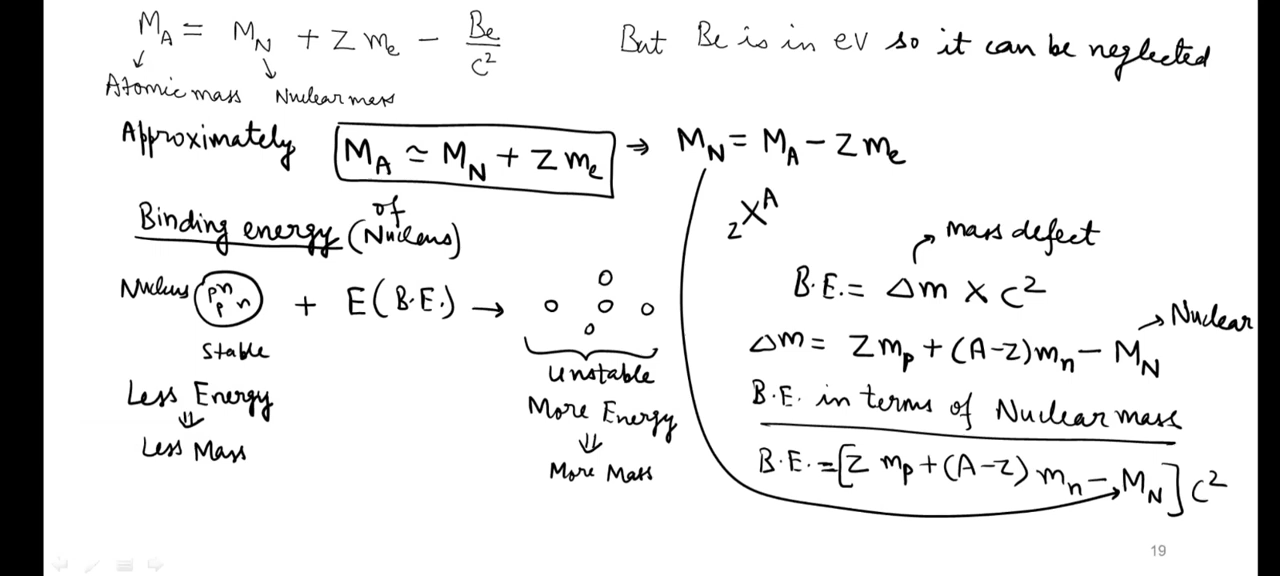 M_A = M_N + Z m_e − Be/c²
But Be is in ev so it can be neglected
Atomic mass Nuclear mass
Approximately M_A ≃ M_N + Z m_e ⇒ M_N = M_A − Z m_e
Binding energy (of Nucleus)
zX^A
mass defect
B.E. = Δm × c²
Nucleus p n p n + E(B.E.) →
Stable
Less Energy
⇓
Less Mass
Unstable
More Energy
⇓
More Mass
Nuclear
Δm = Z m_p + (A−Z) m_n − M_N
B.E. in terms of Nuclear mass
B.E. = [Z m_p + (A−Z) m_n − M_N] c²
19